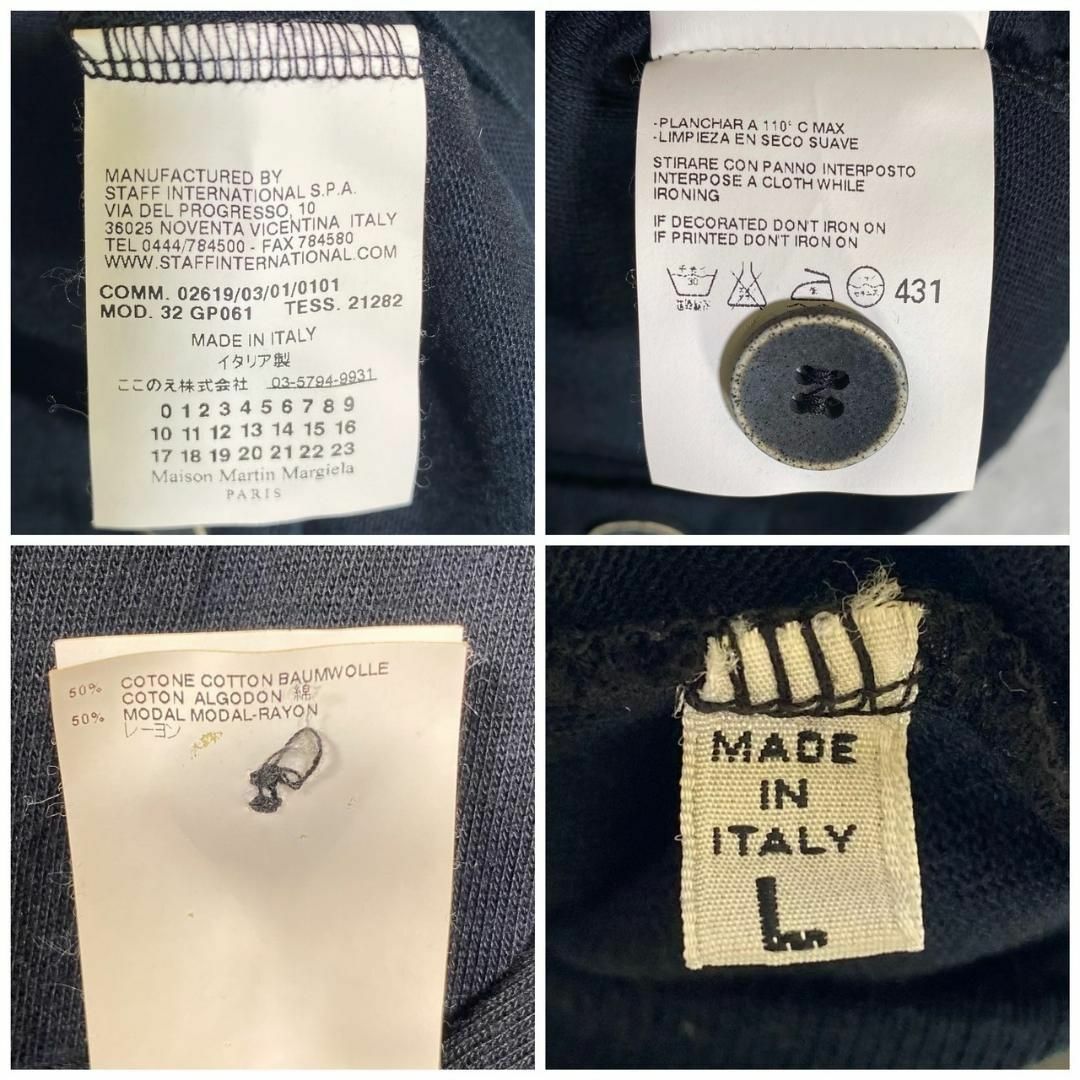 MANUFACTURED BY
STAFF INTERNATIONAL S.P.A.
VIA DEL PROGRESSO, 10
36025 NOVENTA VICENTINA ITALY
TEL 0444/784500 - FAX 784580
WWW.STAFFINTERNATIONAL.COM
COMM. 02619/03/01/0101
MOD. 32 GP061 TESS. 21282
MADE IN ITALY
イタリア製
ここのえ株式会社 03-5794-9931
0 1 2 3 4 5 6 7 8 9
10 11 12 13 14 15 16
17 18 19 20 21 22 23
Maison Martin Margiela
PARIS
-PLANCHAR A 110° C MAX
-LIMPIEZA EN SECO SUAVE
STIRARE CON PANNO INTERPOSTO
INTERPOSE A CLOTH WHILE
IRONING
IF DECORATED DON'T IRON ON
IF PRINTED DON'T IRON ON
30
431
50% COTONE COTTON BAUMWOLLE
COTON ALGODON 綿
50% MODAL MODAL-RAYON
レーヨン
MADE
IN
ITALY
L